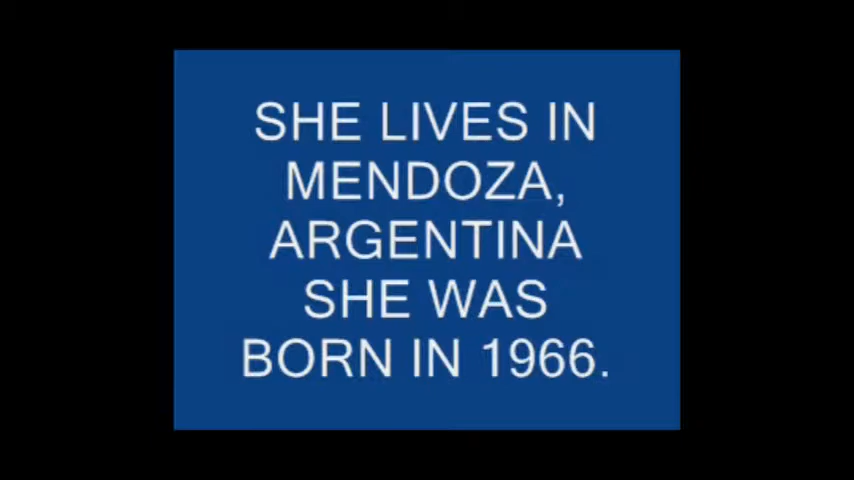 SHE LIVES IN
MENDOZA,
ARGENTINA
SHE WAS
BORN IN 1966.